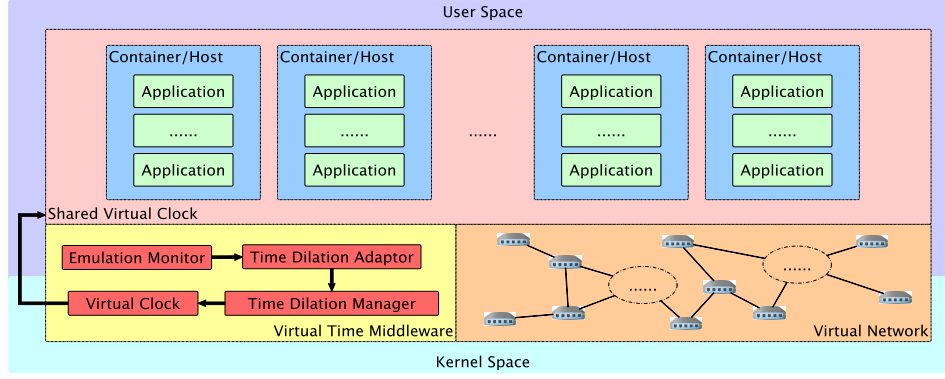 User Space
Container/Host
Container/Host
Container/Host
Container/Host
Application
Application
Application
Application
......
......
......
......
......
Application
Application
Application
Application
Shared Virtual Clock
Emulation Monitor
Time Dilation Adaptor
......
......
Virtual Clock
Time Dilation Manager
Virtual Time Middleware
Virtual Network
Kernel Space